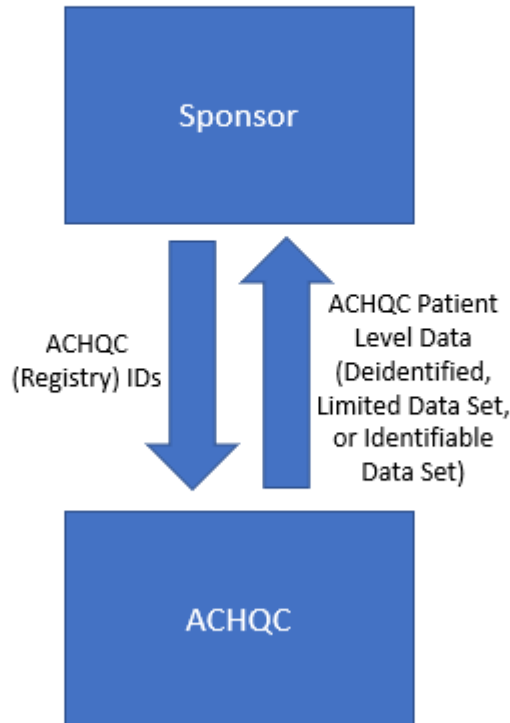 Sponsor
ACHQC
(Registry) IDs
ACHQC Patient
Level Data
(Deidentified,
Limited Data Set,
or Identifiable
Data Set)
ACHQC